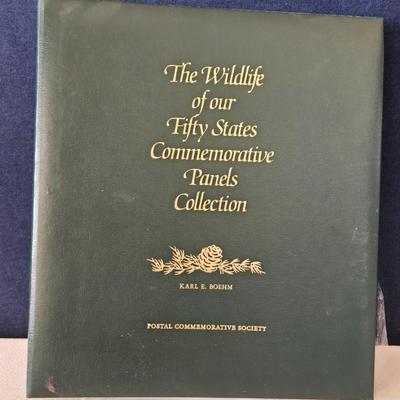 The Wildlife
of our
Fifty States
Commemorative
Panels
Collection
KARL E. BOEHM
POSTAL COMMEMORATIVE SOCIETY